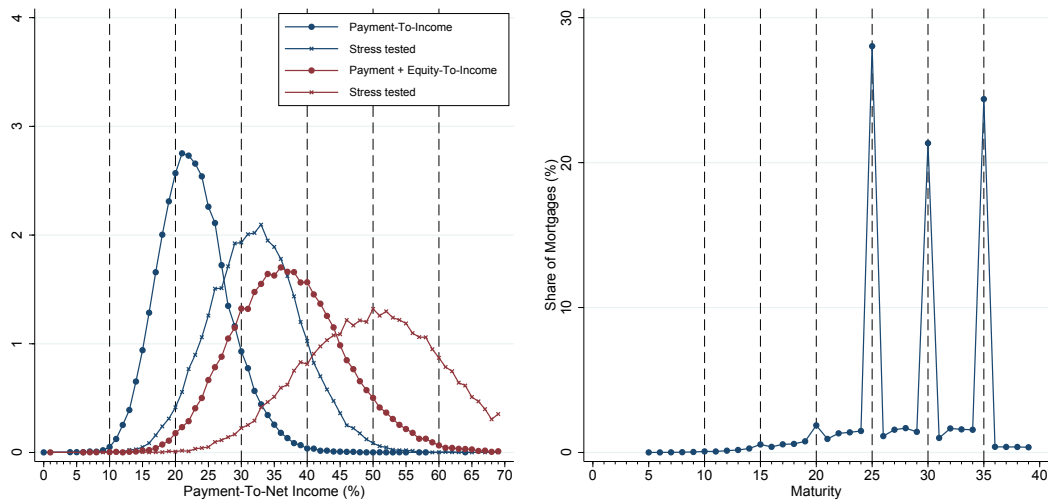 4
3
2
1
0
Payment-To-Income
Stress tested
Payment + Equity-To-Income
Stress tested
0 5 10 15 20 25 30 35 40 45 50 55 60 65 69
Payment-To-Net Income (%)
Share of Mortgages (%)
30
20
10
0
0 5 10 15 20 25 30 35 40
Maturity